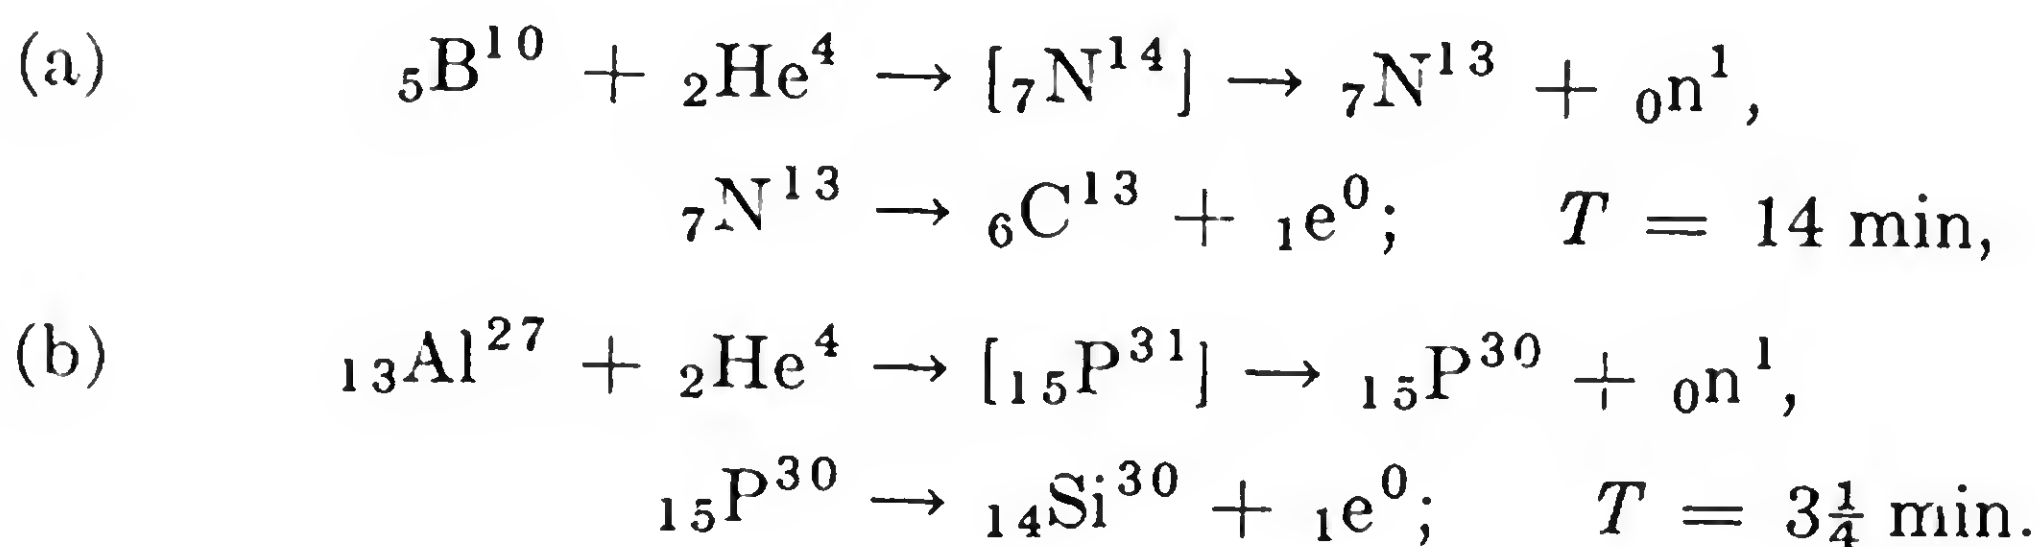 (a) ₅B¹⁰ + ₂He⁴ → [₇N¹⁴] → ₇N¹³ + ₀n¹,
₇N¹³ → ₆C¹³ + ₁e⁰; T = 14 min,
(b) ₁₃Al²⁷ + ₂He⁴ → [₁₅P³¹] → ₁₅P³⁰ + ₀n¹,
₁₅P³⁰ → ₁₄Si³⁰ + ₁e⁰; T = 3¼ min.